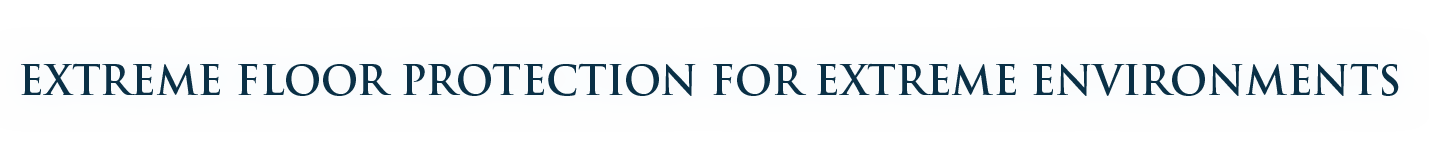 EXTREME FLOOR PROTECTION FOR EXTREME ENVIRONMENTS